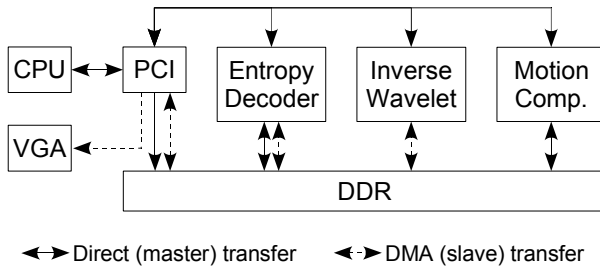 CPU
PCI
Entropy
Decoder
Inverse
Wavelet
Motion
Comp.
VGA
DDR
Direct (master) transfer
DMA (slave) transfer